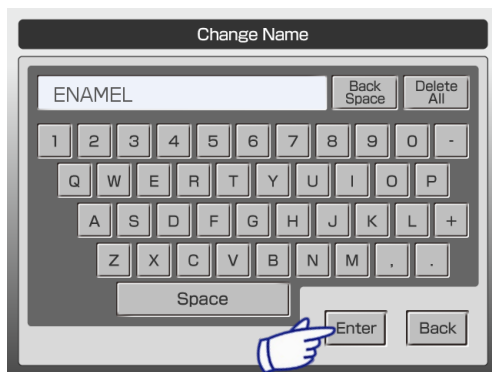 Change Name
ENAMEL
Back Space
Delete All
1 2 3 4 5 6 7 8 9 0 -
Q W E R T Y U I O P
A S D F G H J K L +
Z X C V B N M , .
Space
Enter Back